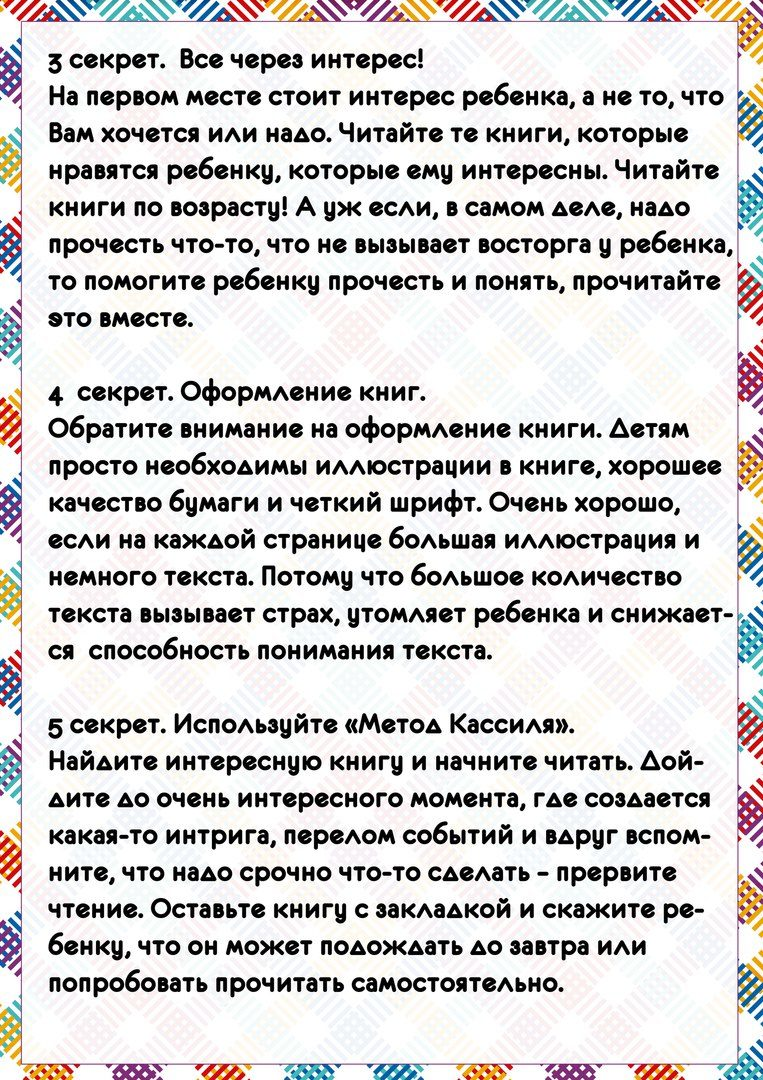 3 секрет.  Все через интерес!
На первом месте стоит интерес ребенка, а не то, что
Вам хочется или надо. Читайте те книги, которые
нравятся ребенку, которые ему интересны. Читайте
книги по возрасту! А уж если, в самом деле, надо
прочесть что-то, что не вызывает восторга у ребенка,
то помогите ребенку прочесть и понять, прочитайте
это вместе.
4  секрет. Оформление книг.
Обратите внимание на оформление книги. Детям
просто необходимы иллюстрации в книге, хорошее
качество бумаги и четкий шрифт. Очень хорошо,
если на каждой странице большая иллюстрация и
немного текста. Потому что большое количество
текста вызывает страх, утомляет ребенка и снижает-
ся  способность понимания текста.
5 секрет. Используйте «Метод Кассиля».
Найдите интересную книгу и начните читать. Дой-
дите до очень интересного момента, где создается
какая-то интрига, перелом событий и вдруг вспом-
ните, что надо срочно что-то сделать – прервите
чтение. Оставьте книгу с закладкой и скажите ре-
бенку, что он может подождать до завтра или
попробовать прочитать самостоятельно.